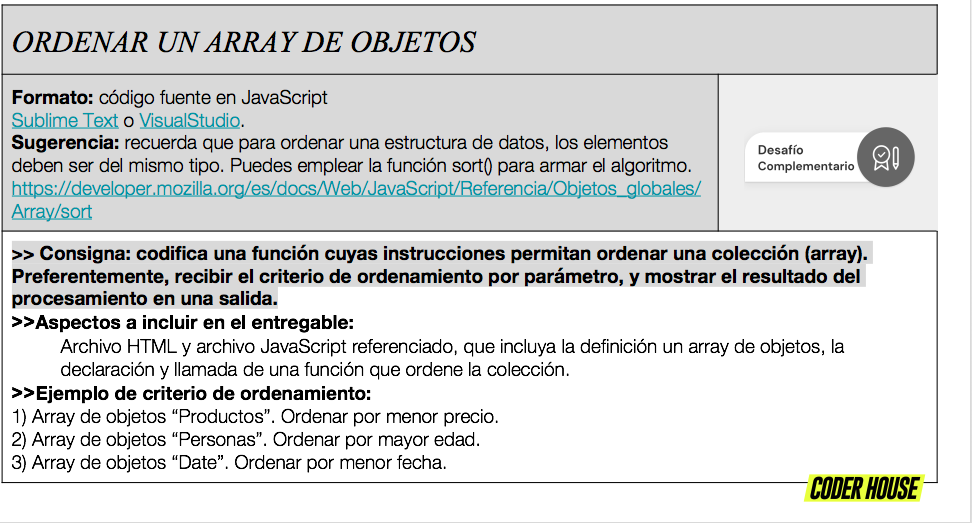 ORDENAR UN ARRAY DE OBJETOS
Formato: código fuente en JavaScript
Sublime Text o VisualStudio.
Sugerencia: recuerda que para ordenar una estructura de datos, los elementos
deben ser del mismo tipo. Puedes emplear la función sort() para armar el algoritmo.
https://developer.mozilla.org/es/docs/Web/JavaScript/Referencia/Objetos_globales/
Array/sort
Desafío
Complementario
>> Consigna: codifica una función cuyas instrucciones permitan ordenar una colección (array).
Preferentemente, recibir el criterio de ordenamiento por parámetro, y mostrar el resultado del
procesamiento en una salida.
>>Aspectos a incluir en el entregable:
Archivo HTML y archivo JavaScript referenciado, que incluya la definición un array de objetos, la
declaración y llamada de una función que ordene la colección.
>>Ejemplo de criterio de ordenamiento:
1) Array de objetos “Productos”. Ordenar por menor precio.
2) Array de objetos “Personas”. Ordenar por mayor edad.
3) Array de objetos “Date”. Ordenar por menor fecha.
CODER HOUSE